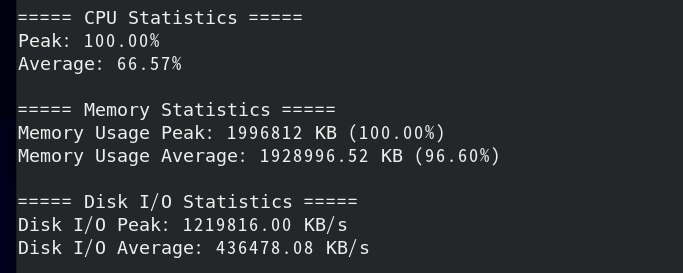 ===== CPU Statistics =====
Peak: 100.00%
Average: 66.57%
===== Memory Statistics =====
Memory Usage Peak: 1996812 KB (100.00%)
Memory Usage Average: 1928996.52 KB (96.60%)
===== Disk I/O Statistics =====
Disk I/O Peak: 1219816.00 KB/s
Disk I/O Average: 436478.08 KB/s